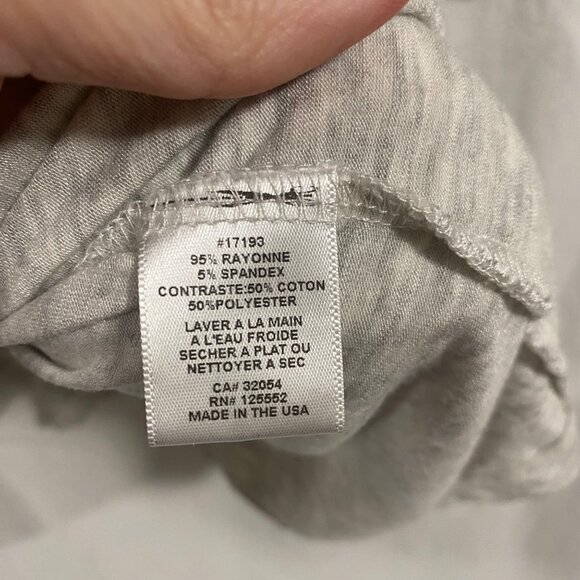 #17193
95% RAYONNE
5% SPANDEX
CONTRASTE:50% COTON
50%POLYESTER
LAVER A LA MAIN
A L'EAU FROIDE
SECHER A PLAT OU
NETTOYER A SEC
CA# 32054
RN# 125552
MADE IN THE USA